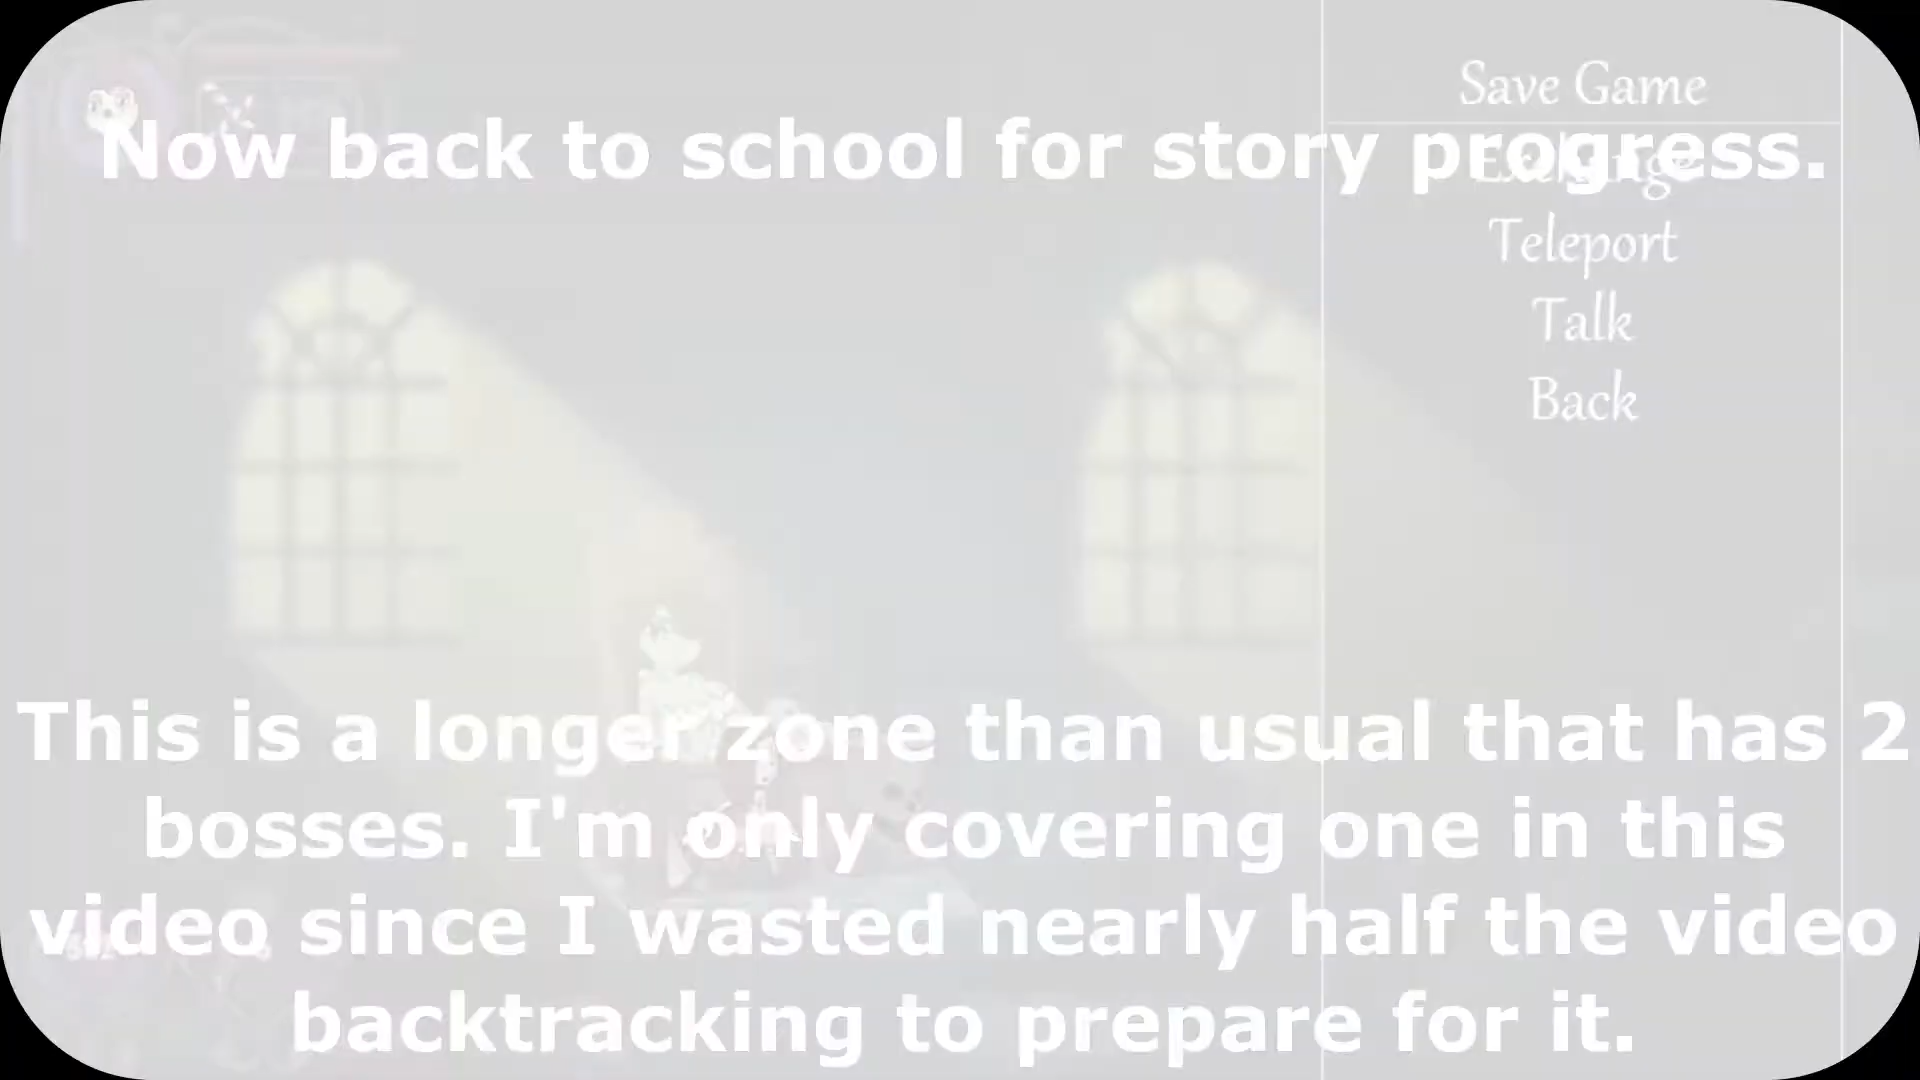 Save Game
Now back to school for story progress.
Exchange
Teleport
Talk
Back
This is a longer zone than usual that has 2
bosses. I'm only covering one in this
video since I wasted nearly half the video
backtracking to prepare for it.